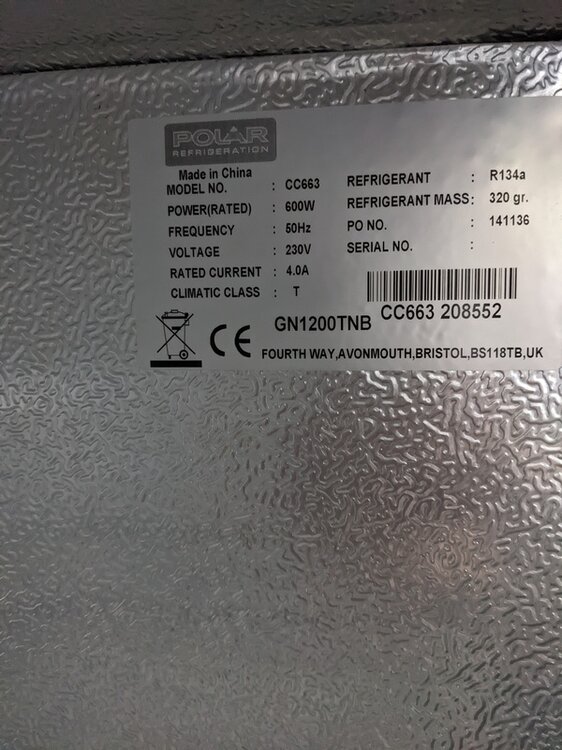 POLAR
REFRIGERATION
Made in China
MODEL NO. : CC663
POWER(RATED) : 600W
FREQUENCY : 50Hz
VOLTAGE : 230V
RATED CURRENT : 4.0A
CLIMATIC CLASS : T
REFRIGERANT : R134a
REFRIGERANT MASS: 320 gr.
PO NO. : 141136
SERIAL NO. :
CC663 208552
GN1200TNB
CE
FOURTH WAY,AVONMOUTH,BRISTOL,BS118TB,UK